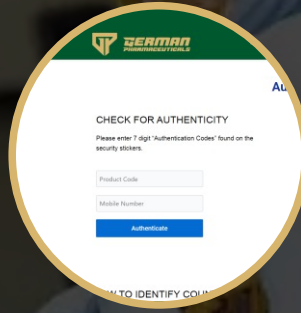 GERMAN
PHARMACEUTICALS
Au
CHECK FOR AUTHENTICITY
Please enter 7 digit "Authentication Codes" found on the
security stickers.
Product Code
Mobile Number
Authenticate
TO IDENTIFY COU